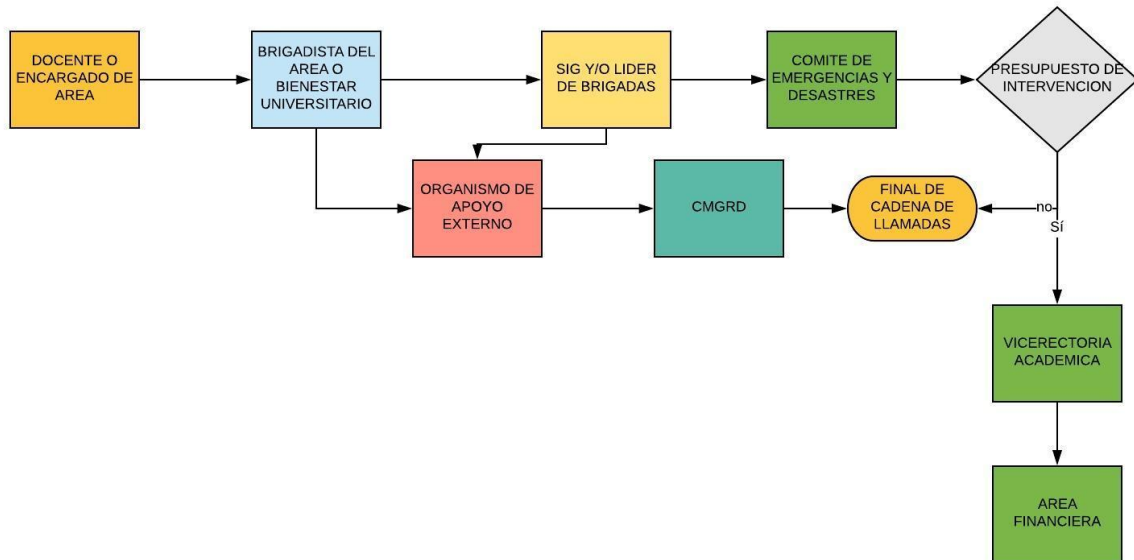 DOCENTE O
ENCARGADO DE
AREA
BRIGADISTA DEL
AREA O
BIENESTAR
UNIVERSITARIO
SIG Y/O LIDER
DE BRIGADAS
COMITE DE
EMERGENCIAS Y
DESASTRES
PRESUPUESTO DE
INTERVENCION
ORGANISMO DE
APOYO
EXTERNO
CMGRD
FINAL DE
CADENA DE
LLAMADAS
no
Sí
VICERECTORIA
ACADEMICA
AREA
FINANCIERA